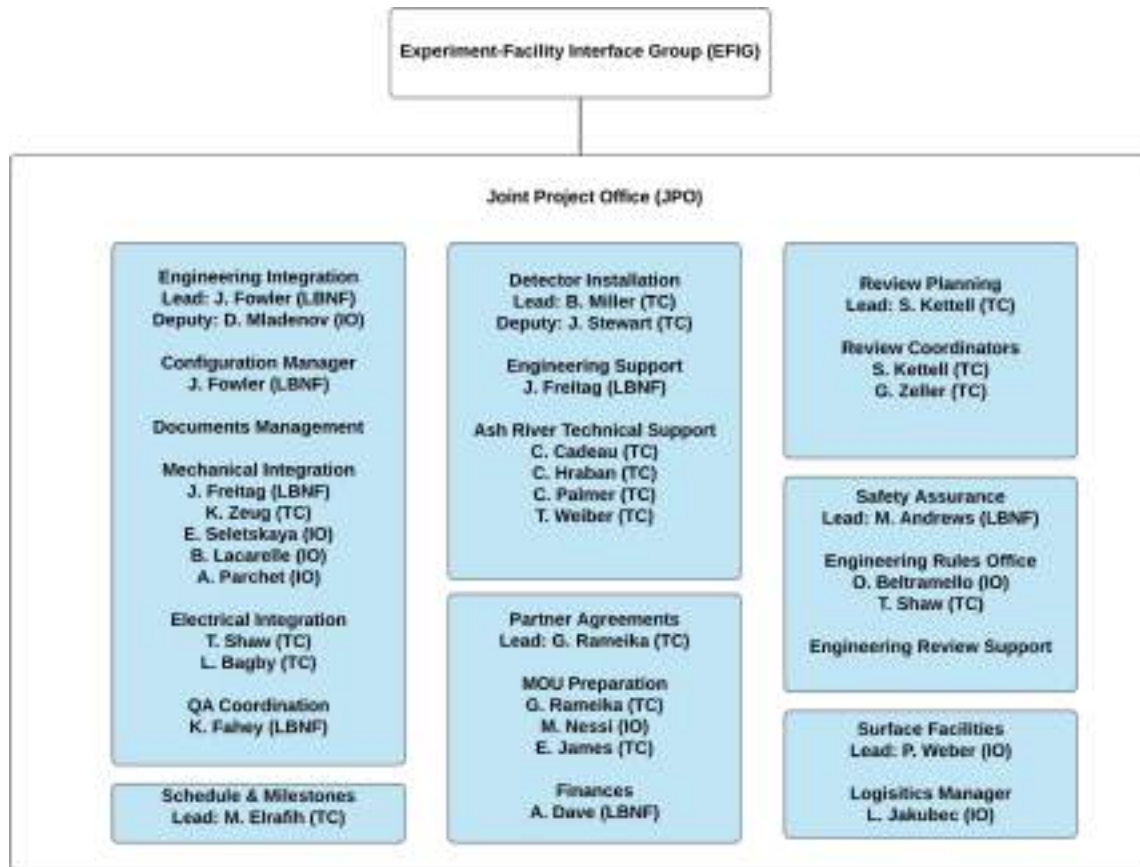 Experiment-Facility Interface Group (EFIG)
Joint Project Office (JPO)
Engineering Integration
Lead: J. Fowler (LBNF)
Deputy: D. Mladenov (IO)
Configuration Manager
J. Fowler (LBNF)
Documents Management
Mechanical Integration
J. Freitag (LBNF)
K. Zeug (TC)
E. Seletskaya (IO)
B. Lacarelle (IO)
A. Parchet (IO)
Electrical Integration
T. Shaw (TC)
L. Bagby (TC)
QA Coordination
K. Fahey (LBNF)
Schedule & Milestones
Lead: M. Elrafih (TC)
Detector Installation
Lead: B. Miller (TC)
Deputy: J. Stewart (TC)
Engineering Support
J. Freitag (LBNF)
Ash River Technical Support
C. Cadeau (TC)
C. Hraban (TC)
C. Palmer (TC)
T. Weiber (TC)
Partner Agreements
Lead: G. Rameika (TC)
MOU Preparation
G. Rameika (TC)
M. Nessi (IO)
E. James (TC)
Finances
A. Dave (LBNF)
Review Planning
Lead: S. Kettell (TC)
Review Coordinators
S. Kettell (TC)
G. Zeller (TC)
Safety Assurance
Lead: M. Andrews (LBNF)
Engineering Rules Office
O. Beltramello (IO)
T. Shaw (TC)
Engineering Review Support
Surface Facilities
Lead: P. Weber (IO)
Logisitics Manager
L. Jakubec (IO)